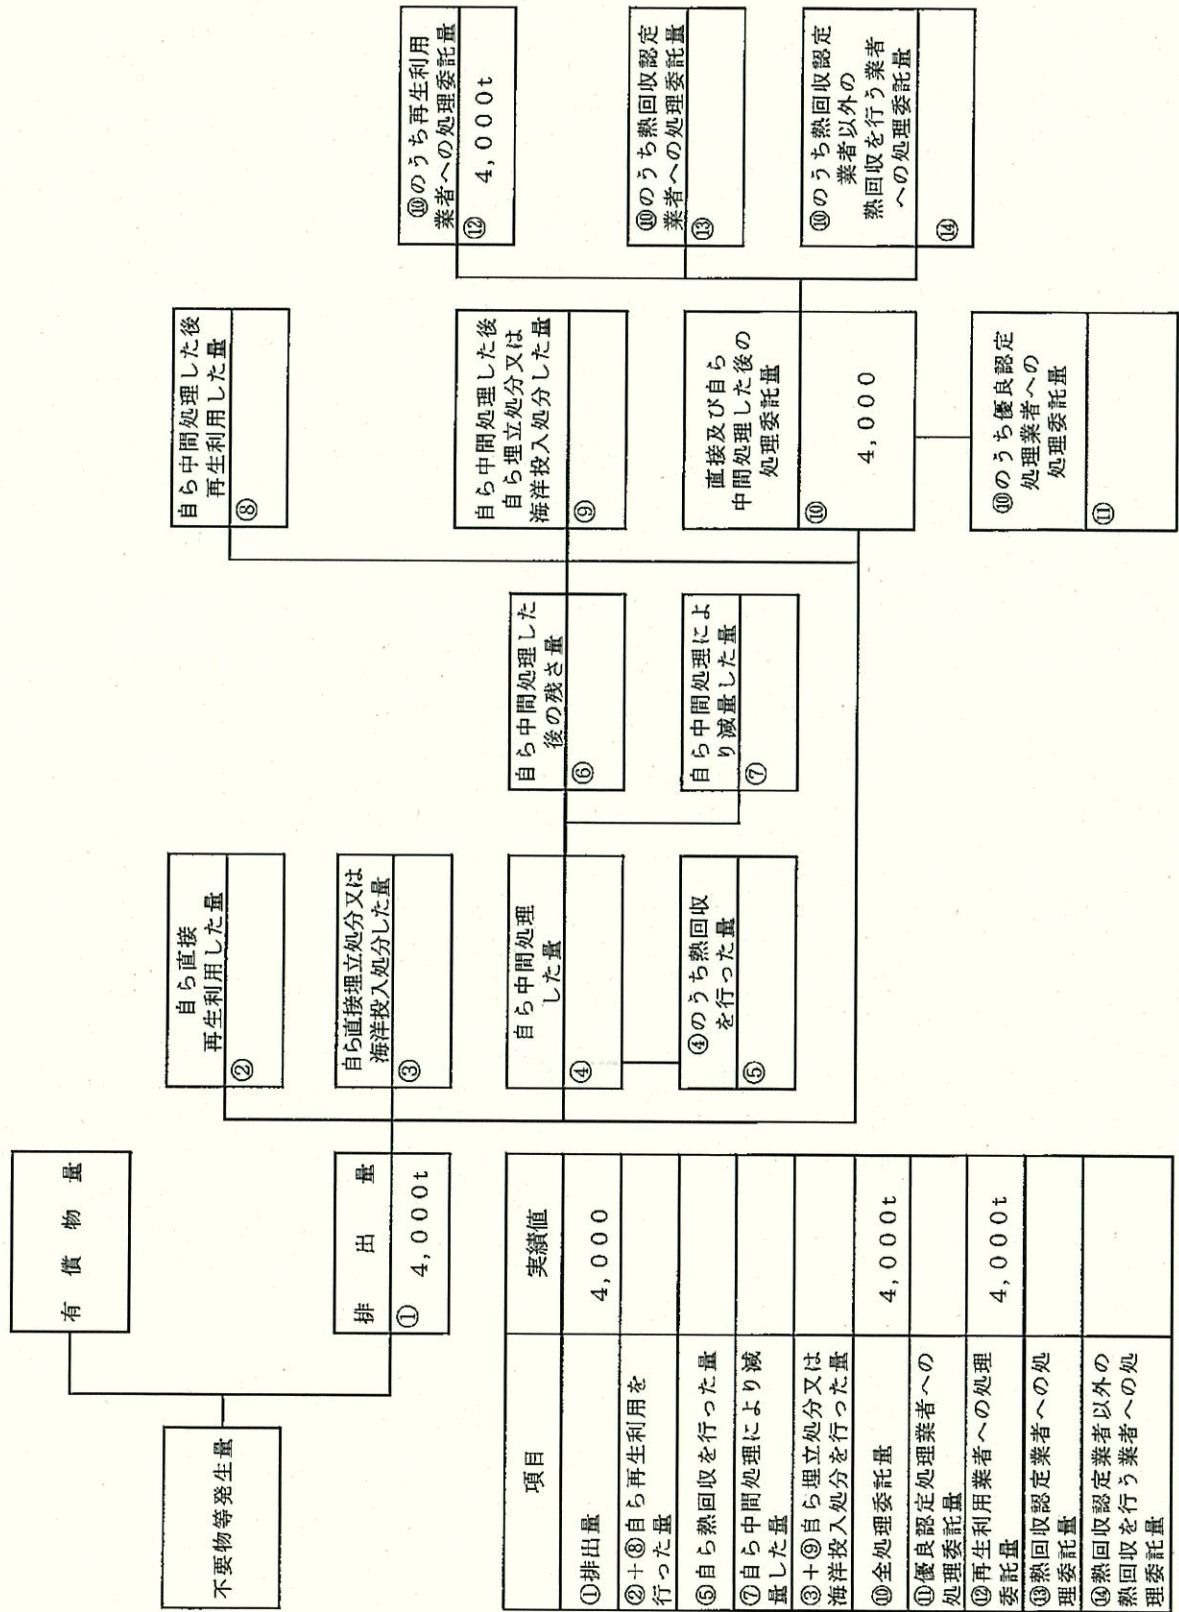 不要物等発生量
有償物量
排出量
① 4,000t
自ら直接
再生利用した量
②
自ら直接埋立処分又は
海洋投入処分した量
③
自ら中間処理
した量
④
④のうち熱回収
を行った量
⑤
自ら中間処理した
後の残さ量
⑥
自ら中間処理によ
り減量した量
⑦
自ら中間処理した後
再生利用した量
⑧
自ら中間処理した後
自ら埋立処分又は
海洋投入処分した量
⑨
直接及び自ら
中間処理した後の
処理委託量
⑩ 4,000
⑩のうち優良認定
処理業者への
処理委託量
⑪
⑩のうち再生利用
業者への処理委託量
⑫ 4,000t
⑩のうち熱回収認定
業者への処理委託量
⑬
⑩のうち熱回収認定
業者以外の
熱回収を行う業者
への処理委託量
⑭
項目 実績値
①排出量 4,000
②+⑧自ら再生利用を
行った量
⑤自ら熱回収を行った量
⑦自ら中間処理により減
量した量
③+⑨自ら埋立処分又は
海洋投入処分を行った量
⑩全処理委託量 4,000t
⑪優良認定処理業者への
処理委託量
⑫再生利用業者への処理
委託量 4,000t
⑬熱回収認定業者への処
理委託量
⑭熱回収認定業者以外の
熱回収を行う業者への処
理委託量